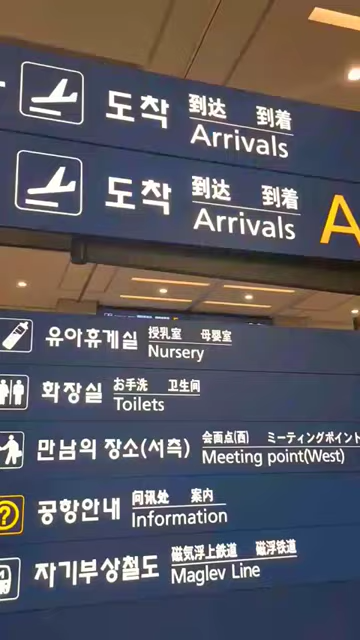 도착 到达 到着
Arrivals
도착 到达 到着
Arrivals A
유아휴게실 授乳室 母婴室
Nursery
화장실 お手洗 卫生间
Toilets
만남의 장소(서측) 会面点(西) ミーティングポイント
Meeting point(West)
공항안내 问讯处 案内
Information
자기부상철도 磁気浮上鉄道 磁浮铁道
Maglev Line